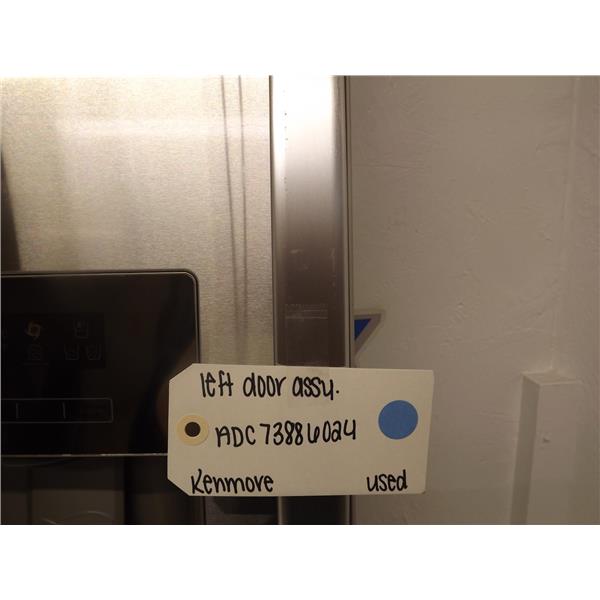 left door assy.
ADC73886024
Kenmore
used